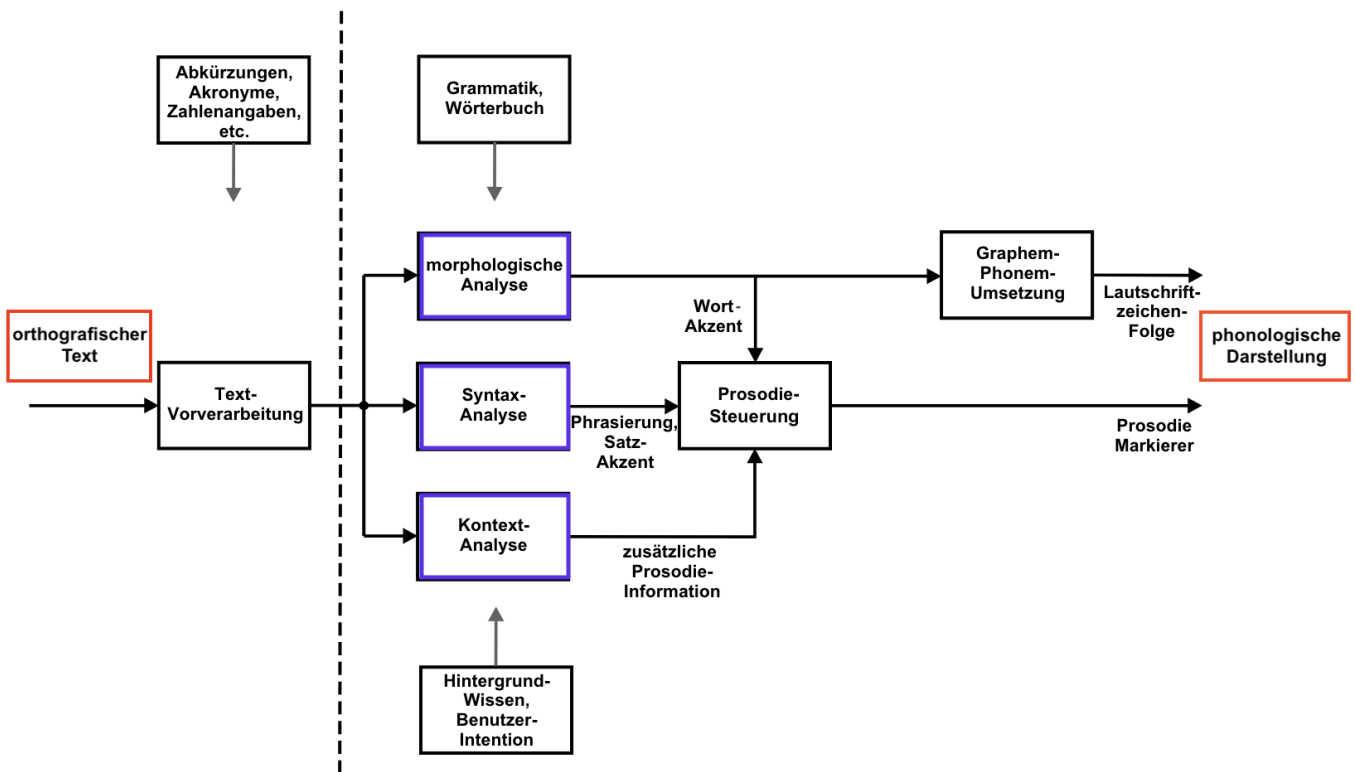 Abkürzungen,
Akronyme,
Zahlenangaben,
etc.
Grammatik,
Wörterbuch
morphologische
Analyse
Graphem-
Phonem-
Umsetzung
Wort-
Akzent
Lautschrift-
zeichen-
Folge
orthografischer
Text
phonologische
Darstellung
Text-
Vorverarbeitung
Syntax-
Analyse
Phrasierung,
Satz-
Akzent
Prosodie-
Steuerung
Prosodie
Markierer
Kontext-
Analyse
zusätzliche
Prosodie-
Information
Hintergrund-
Wissen,
Benutzer-
Intention